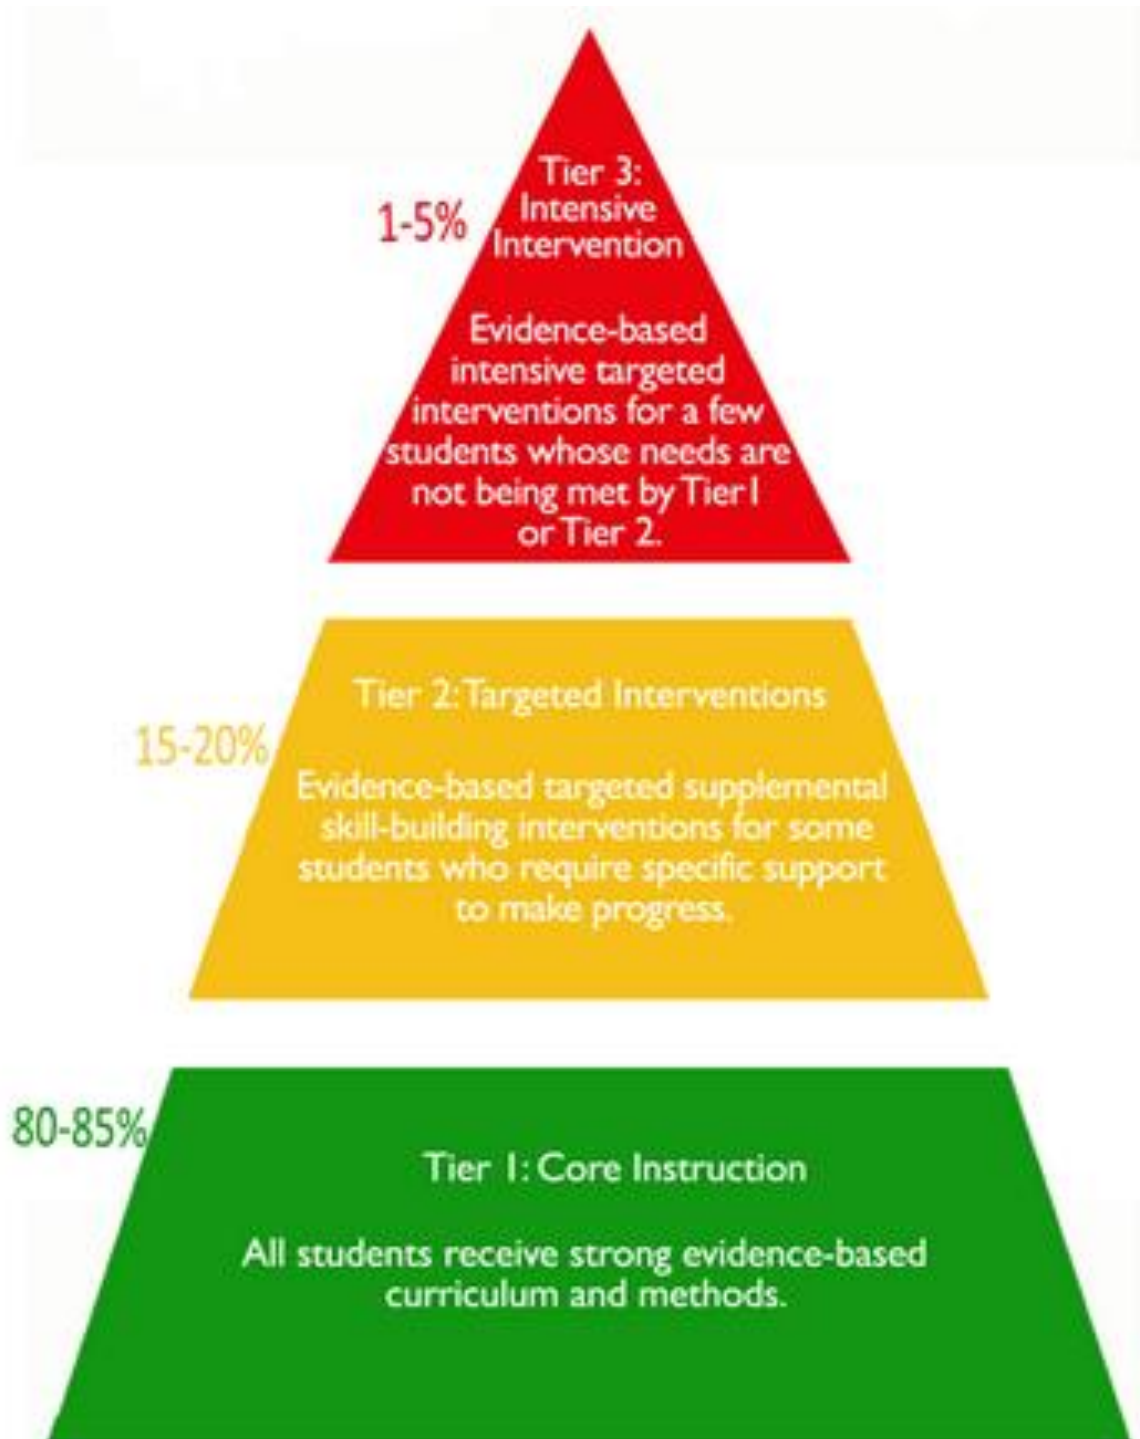 Tier 3:
Intensive
1-5%
Intervention
Evidence-based
intensive targeted
interventions for a few
students whose needs are
not being met by Tier1
or Tier 2.
Tier 2: Targeted Interventions
15-20%
Evidence-based targeted supplemental
skill-building interventions for some
students who require specific support
to make progress.
80-85%
Tier 1: Core Instruction
All students receive strong evidence-based
curriculum and methods.